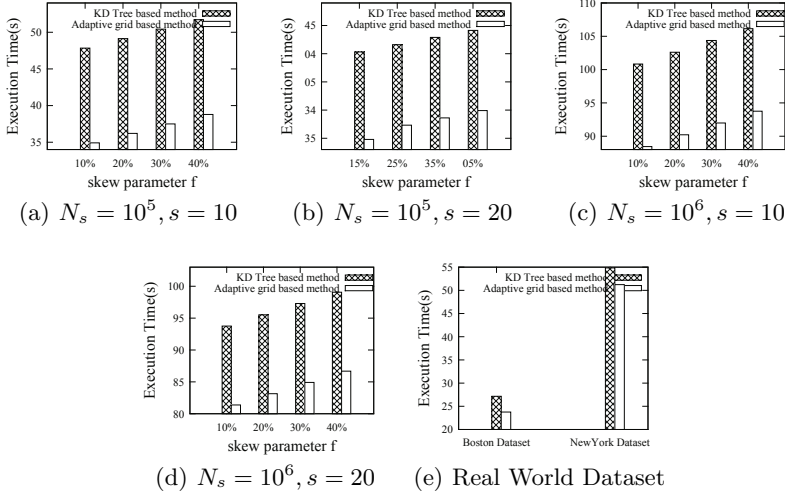 KD Tree based method
Adaptive grid based method
Execution Time(s)
50
45
40
35
10% 20% 30% 40%
skew parameter f
(a) N_s = 10^5, s = 10
KD Tree based method
Adaptive grid based method
Execution Time(s)
45
04
05
34
35
15% 25% 35% 05%
skew parameter f
(b) N_s = 10^5, s = 20
KD Tree based method
Adaptive grid based method
Execution Time(s)
110
105
100
95
90
10% 20% 30% 40%
skew parameter f
(c) N_s = 10^6, s = 10
KD Tree based method
Adaptive grid based method
Execution Time(s)
100
95
90
85
80
10% 20% 30% 40%
skew parameter f
(d) N_s = 10^6, s = 20
KD Tree based method
Adaptive grid based method
Execution Time(s)
55
50
45
40
35
30
25
20
Boston Dataset NewYork Dataset
(e) Real World Dataset